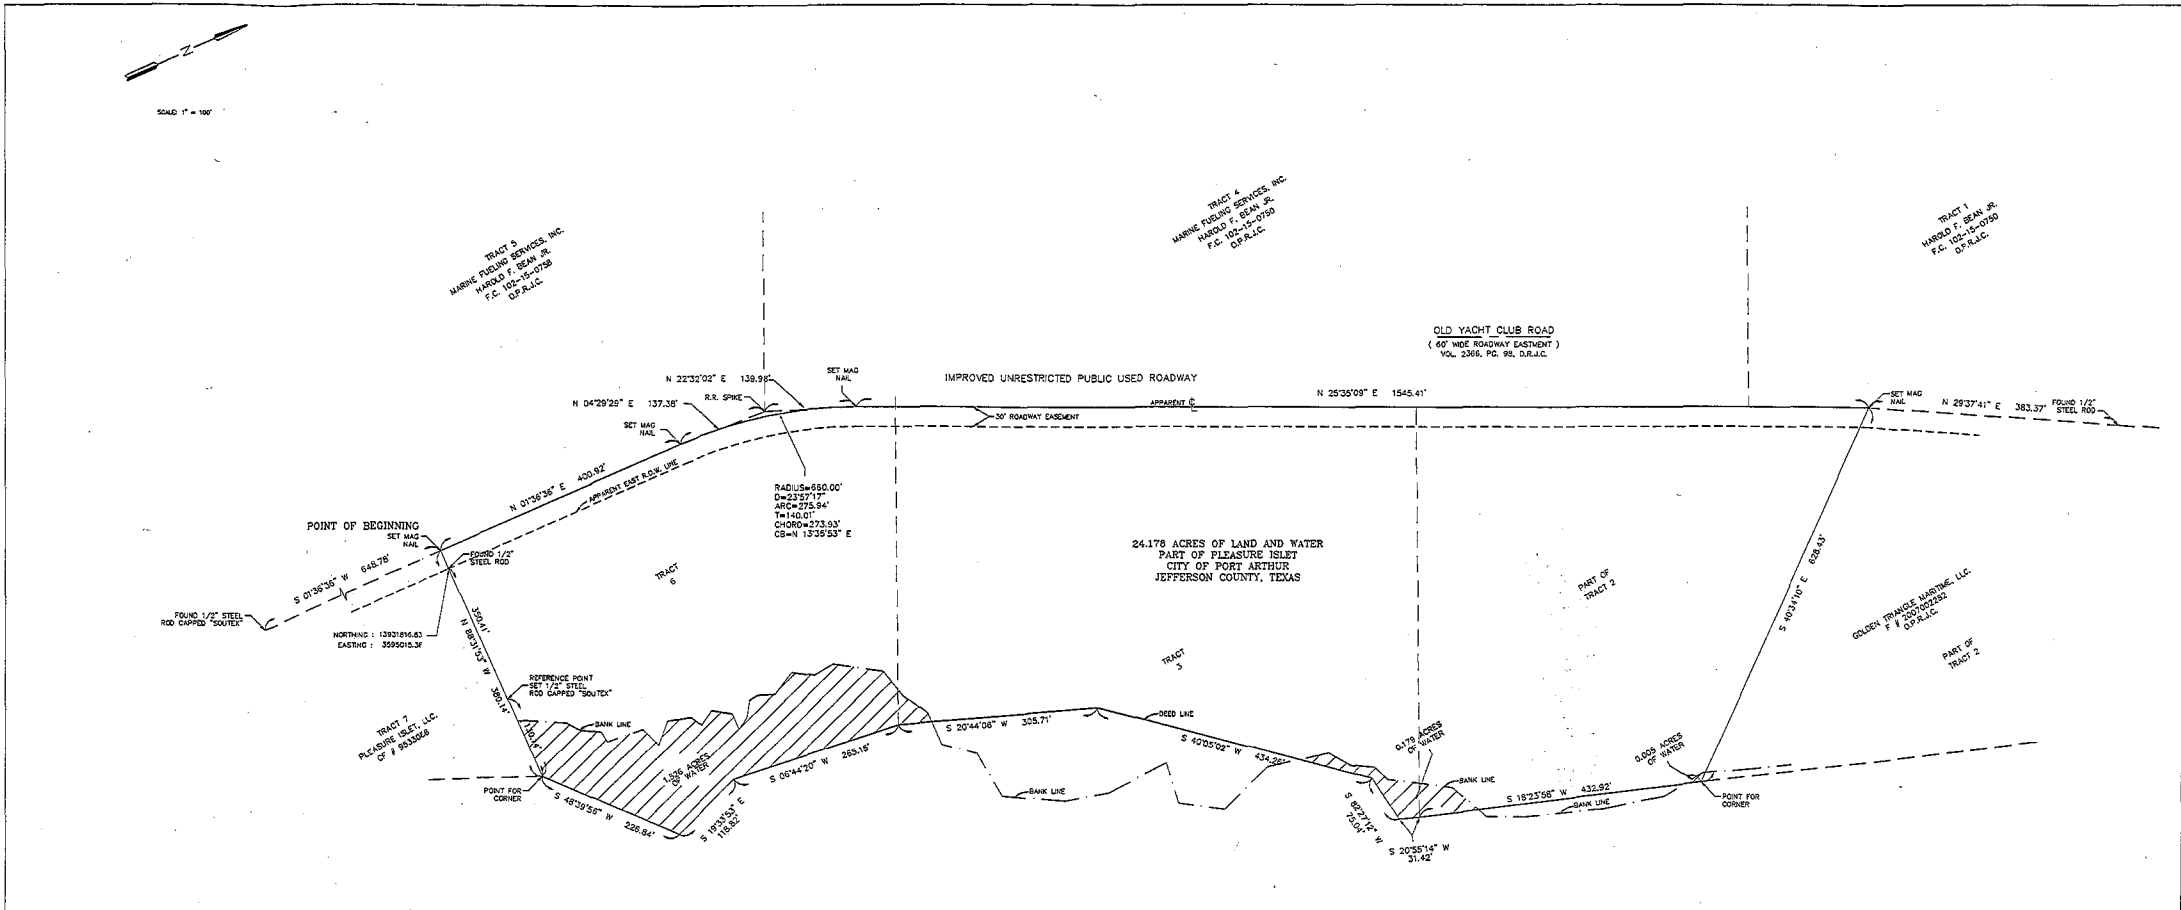 N
SCALE: 1" = 100'
TRACT 5
MARINE FUELING SERVICES, INC.
HAROLD F. BEAN JR.
F.C. 102-15-0758
O.P.R.J.C.
TRACT 4
MARINE FUELING SERVICES, INC.
HAROLD F. BEAN JR.
F.C. 102-15-0750
O.P.R.J.C.
TRACT 1
HAROLD F. BEAN JR.
F.C. 102-15-0750
O.P.R.J.C.
OLD YACHT CLUB ROAD
( 60' WIDE ROADWAY EASTMENT )
VOL. 2366, PG. 98, D.R.J.C.
N 22°32'02" E 139.98'
SET MAG
NAIL
IMPROVED UNRESTRICTED PUBLIC USED ROADWAY
N 25°35'09" E 1545.41'
APPARENT ℄
30' ROADWAY EASEMENT
SET MAG
NAIL
N 29°37'41" E 383.37'
FOUND 1/2"
STEEL ROD
N 04°29'29" E 137.38'
R.R. SPIKE
SET MAG
NAIL
N 01°36'36" E 400.92'
APPARENT EAST R.O.W. LINE
RADIUS=660.00'
D=23°57'17"
ARC=275.94'
T=140.01'
CHORD=273.93'
CB=N 13°35'53" E
POINT OF BEGINNING
SET MAG
NAIL
FOUND 1/2"
STEEL ROD
S 01°36'36" W 648.78'
FOUND 1/2" STEEL
ROD CAPPED "SOUTEX"
NORTHING : 13931816.63
EASTING :
TRACT
6
24.178 ACRES OF LAND AND WATER
PART OF PLEASURE ISLET
CITY OF PORT ARTHUR
JEFFERSON COUNTY, TEXAS
PART OF
TRACT 2
S 40°34'10" E 628.43'
GOLDEN TRIANGLE MARITIME, LLC.
F # 2007002282
O.P.R.J.C.
PART OF
TRACT 2
350.41'
N 88°31'53" W 380.14'
130.19'
REFERENCE POINT
SET 1/2" STEEL
ROD CAPPED "SOUTEX"
TRACT
3
TRACT 7
PLEASURE ISLET, LLC.
CF # 9533068
BANK LINE
1.526 ACRES
OF WATER
S 20°44'06" W 305.71'
DEED LINE
S 40°05'02" W 434.26'
0.179 ACRES
OF WATER
0.005 ACRES
OF WATER
POINT FOR
CORNER
S 48°39'56" W 226.84'
S 19°33'53" E
118.82'
S 06°44'20" W 265.15'
BANK LINE
BANK LINE
S 18°23'58" W 432.92'
BANK LINE
POINT FOR
CORNER
S 82°27'12" W
75.04'
S 20°55'14" W
31.42'